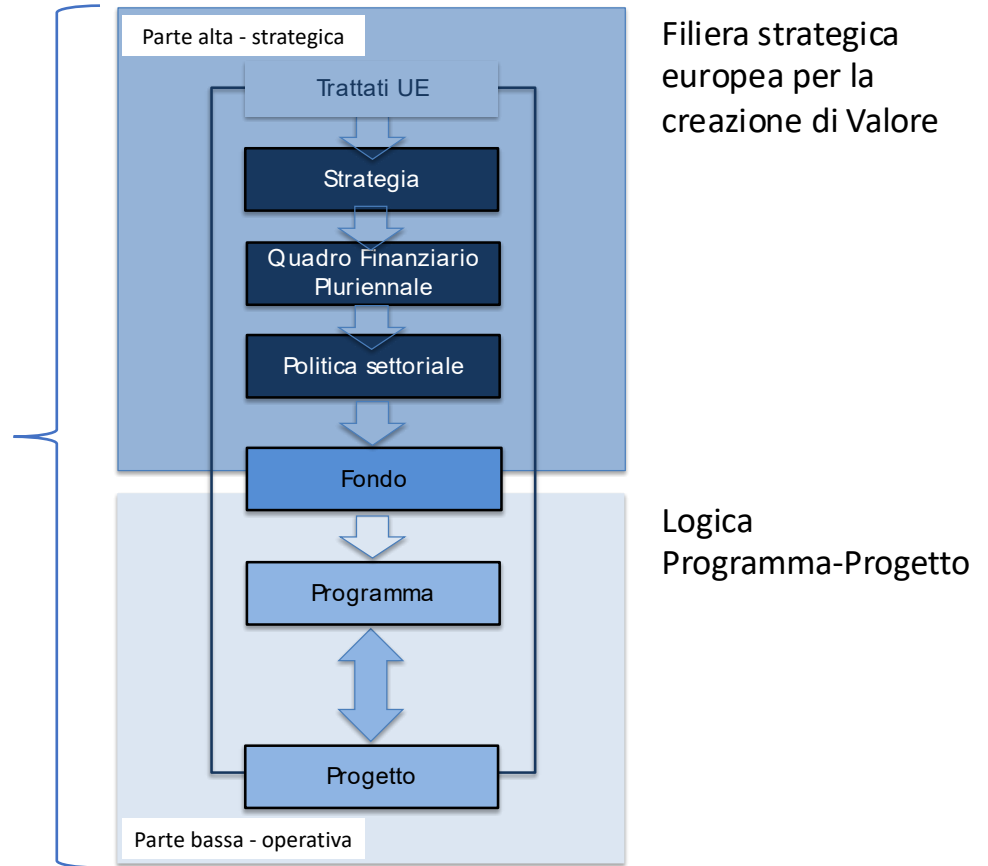 Parte alta - strategica
Filiera strategica
europea per la
creazione di Valore
Trattati UE
Strategia
Quadro Finanziario
Pluriennale
Politica settoriale
Fondo
Logica
Programma-Progetto
Programma
Progetto
Parte bassa - operativa